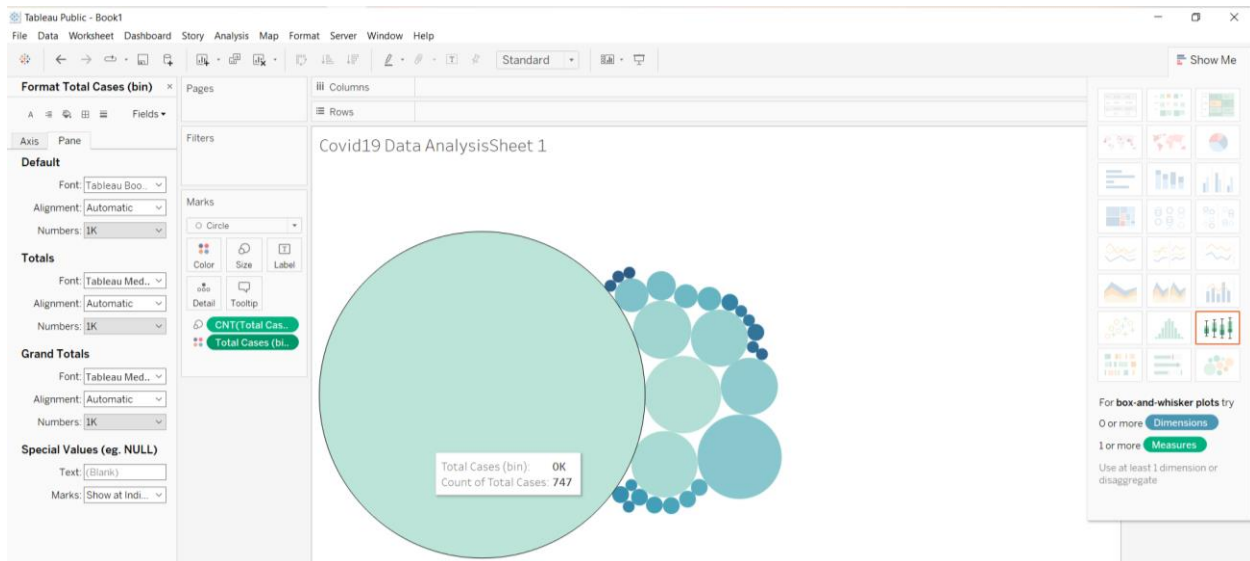 Tableau Public - Book1
File Data Worksheet Dashboard Story Analysis Map Format Server Window Help
Standard
Show Me
Format Total Cases (bin) ×
Fields
Axis Pane
Default
Font: Tableau Boo..
Alignment: Automatic
Numbers: 1K
Totals
Font: Tableau Med..
Alignment: Automatic
Numbers: 1K
Grand Totals
Font: Tableau Med..
Alignment: Automatic
Numbers: 1K
Special Values (eg. NULL)
Text: (Blank)
Marks: Show at Indi...
Pages
Filters
Marks
Circle
Color Size Label
Detail Tooltip
CNT(Total Cas..
Total Cases (bi..
Columns
Rows
Covid19 Data AnalysisSheet 1
Total Cases (bin): 0K
Count of Total Cases: 747
For box-and-whisker plots try
0 or more Dimensions
1 or more Measures
Use at least 1 dimension or
disaggregate